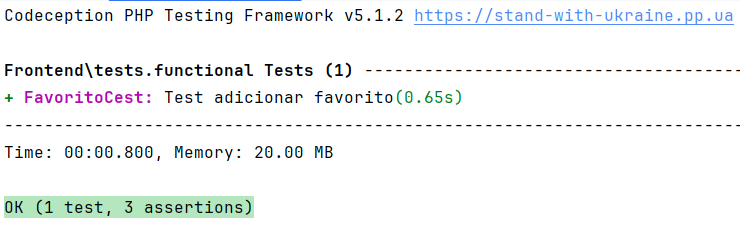 Codeception PHP Testing Framework v5.1.2 https://stand-with-ukraine.pp.ua
Frontend\tests.functional Tests (1) --------------------------------------
+ FavoritoCest: Test adicionar favorito(0.65s)
--------------------------------------------------------------------------
Time: 00:00.800, Memory: 20.00 MB
OK (1 test, 3 assertions)